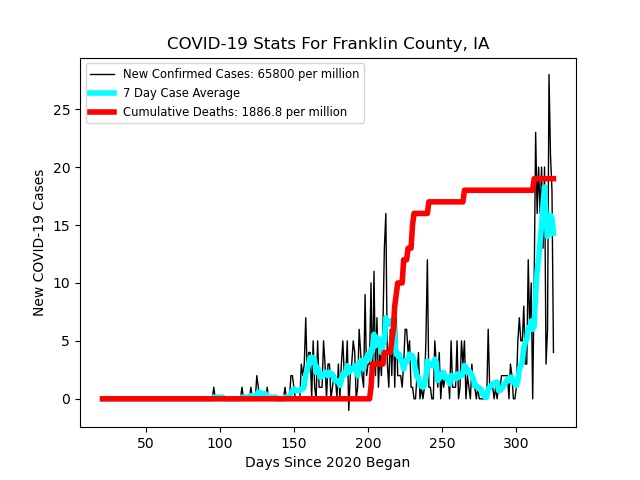 COVID-19 Stats For Franklin County, IA
New Confirmed Cases: 65800 per million
7 Day Case Average
Cumulative Deaths: 1886.8 per million
New COVID-19 Cases
25
20
15
10
5
0
50 100 150 200 250 300
Days Since 2020 Began